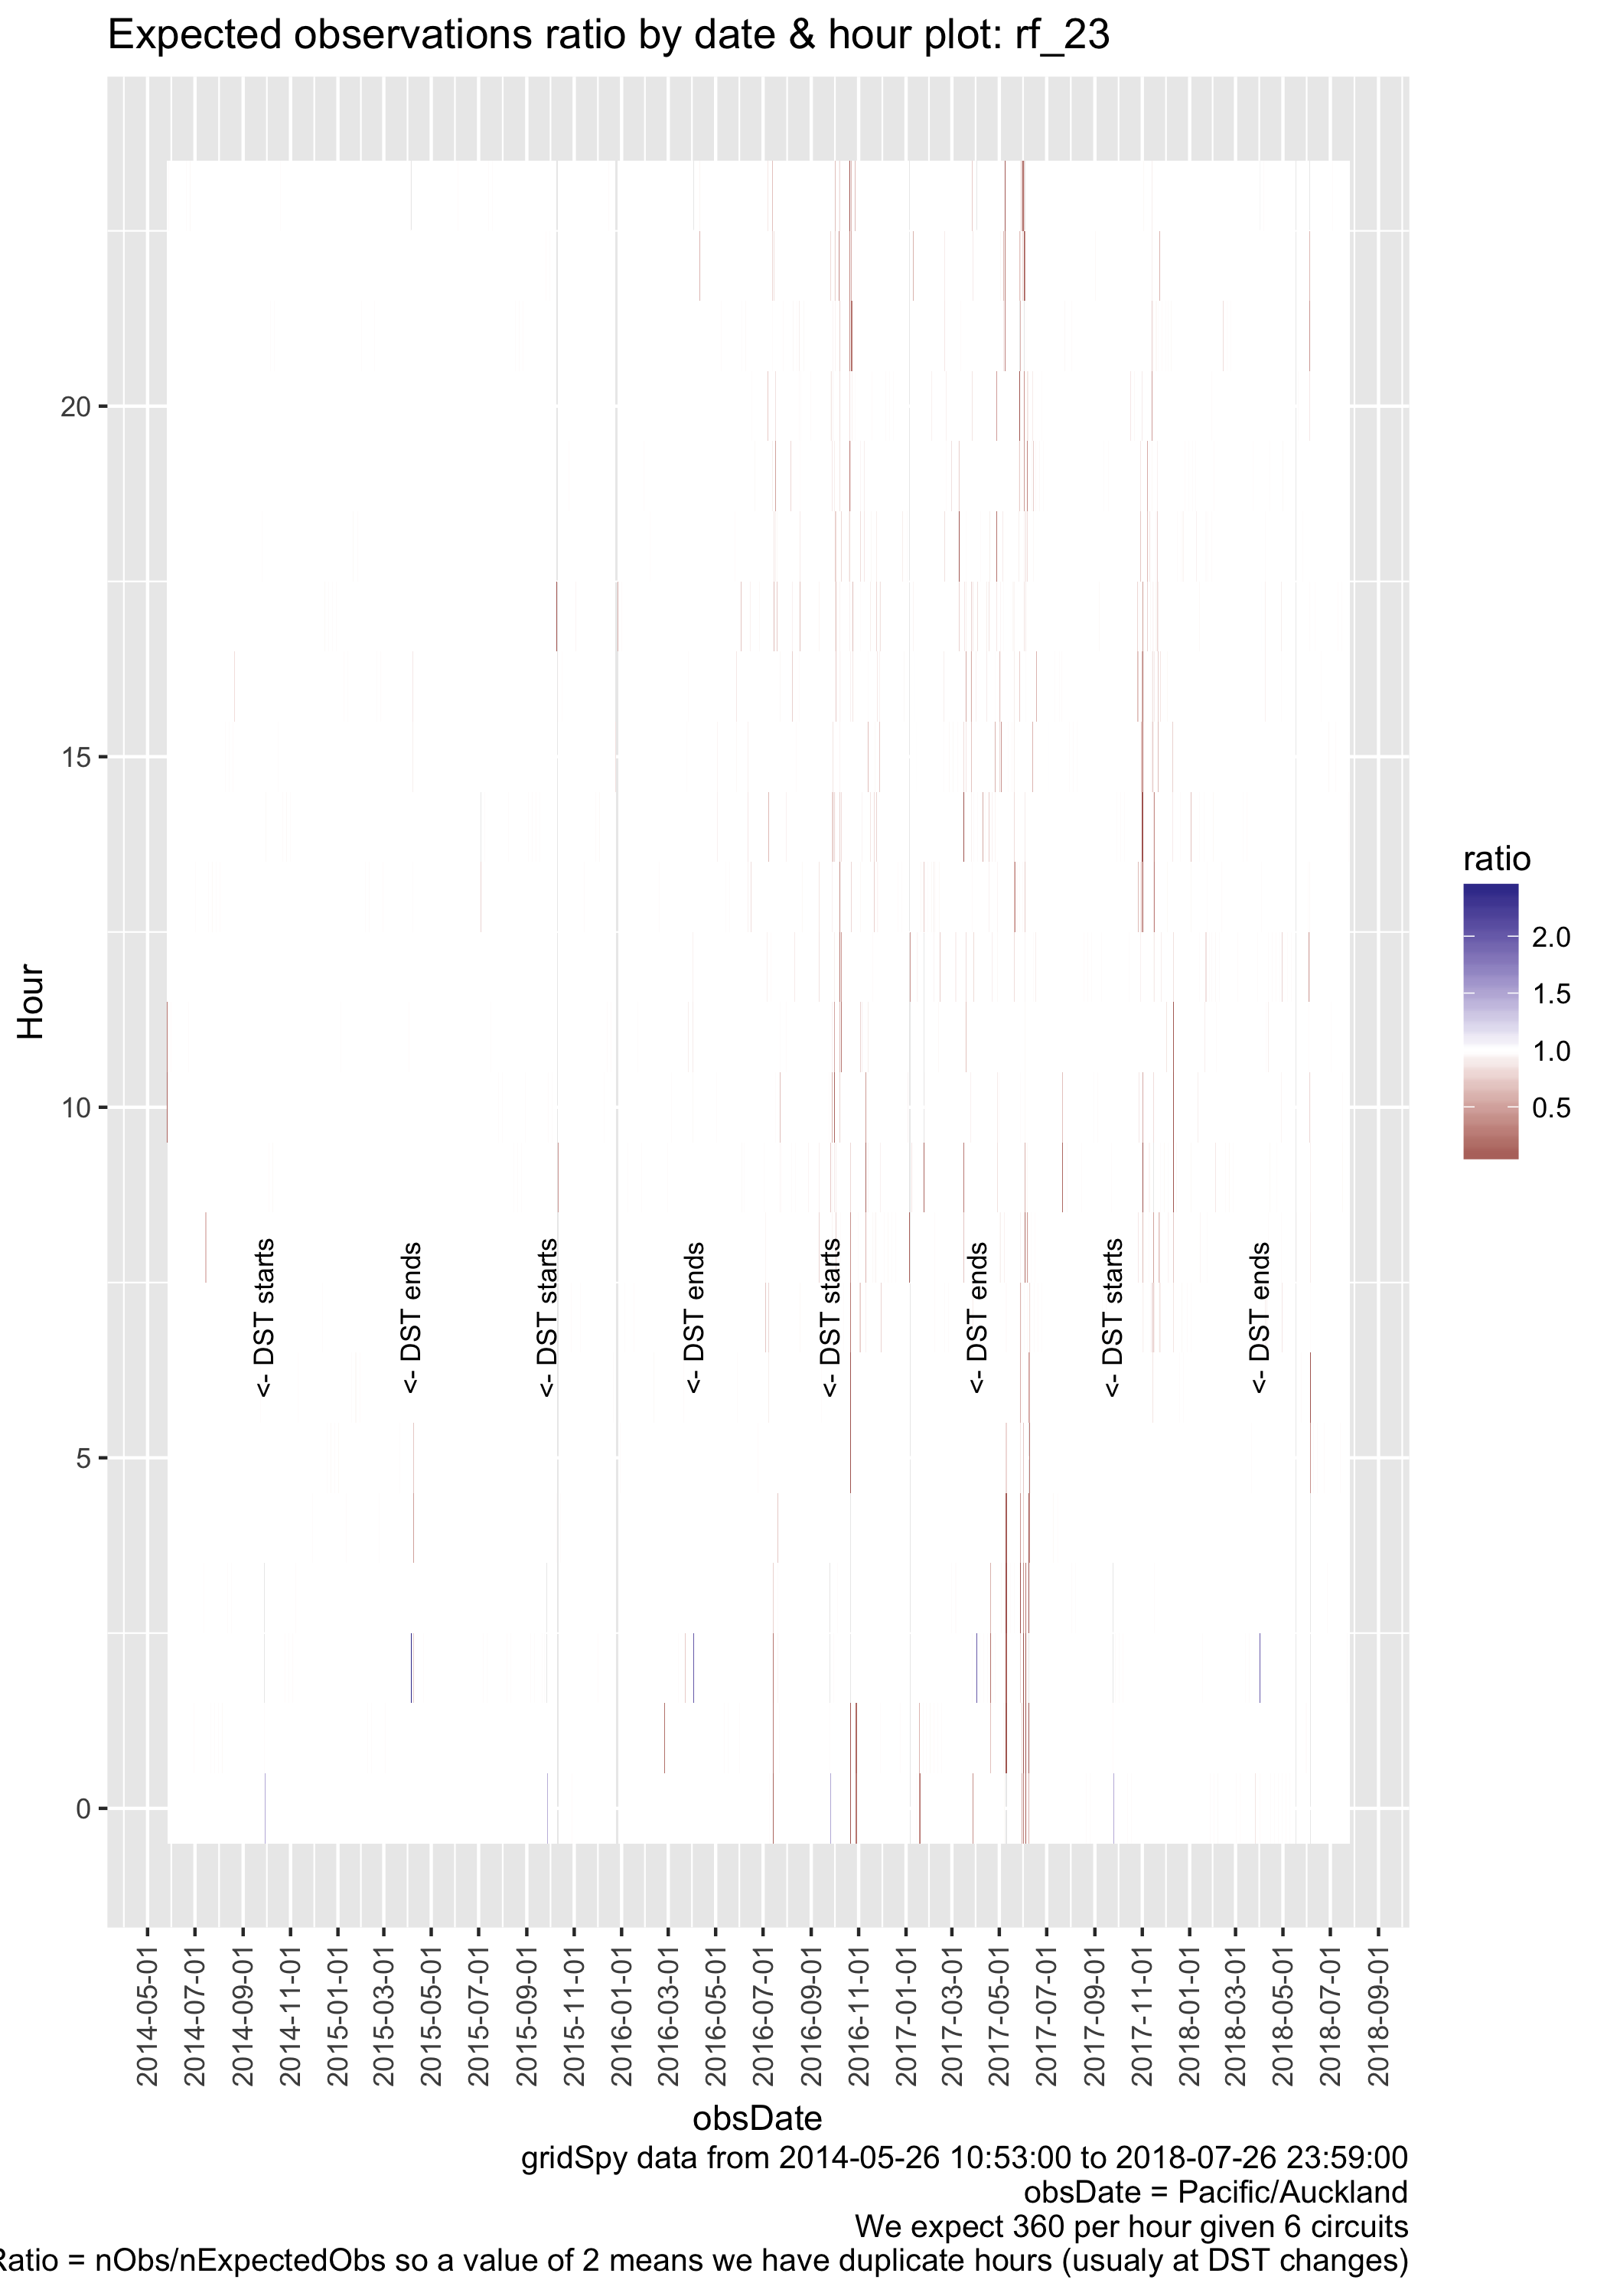 Expected observations ratio by date & hour plot: rf_23
Hour
20
15
10
5
0
<- DST starts
<- DST ends
<- DST starts
<- DST ends
<- DST starts
<- DST ends
<- DST starts
<- DST ends
ratio
2.0
1.5
1.0
0.5
2014-05-01
2014-07-01
2014-09-01
2014-11-01
2015-01-01
2015-03-01
2015-05-01
2015-07-01
2015-09-01
2015-11-01
2016-01-01
2016-03-01
2016-05-01
2016-07-01
2016-09-01
2016-11-01
2017-01-01
2017-03-01
2017-05-01
2017-07-01
2017-09-01
2017-11-01
2018-01-01
2018-03-01
2018-05-01
2018-07-01
2018-09-01
obsDate
gridSpy data from 2014-05-26 10:53:00 to 2018-07-26 23:59:00
obsDate = Pacific/Auckland
We expect 360 per hour given 6 circuits
Ratio = nObs/nExpectedObs so a value of 2 means we have duplicate hours (usualy at DST changes)